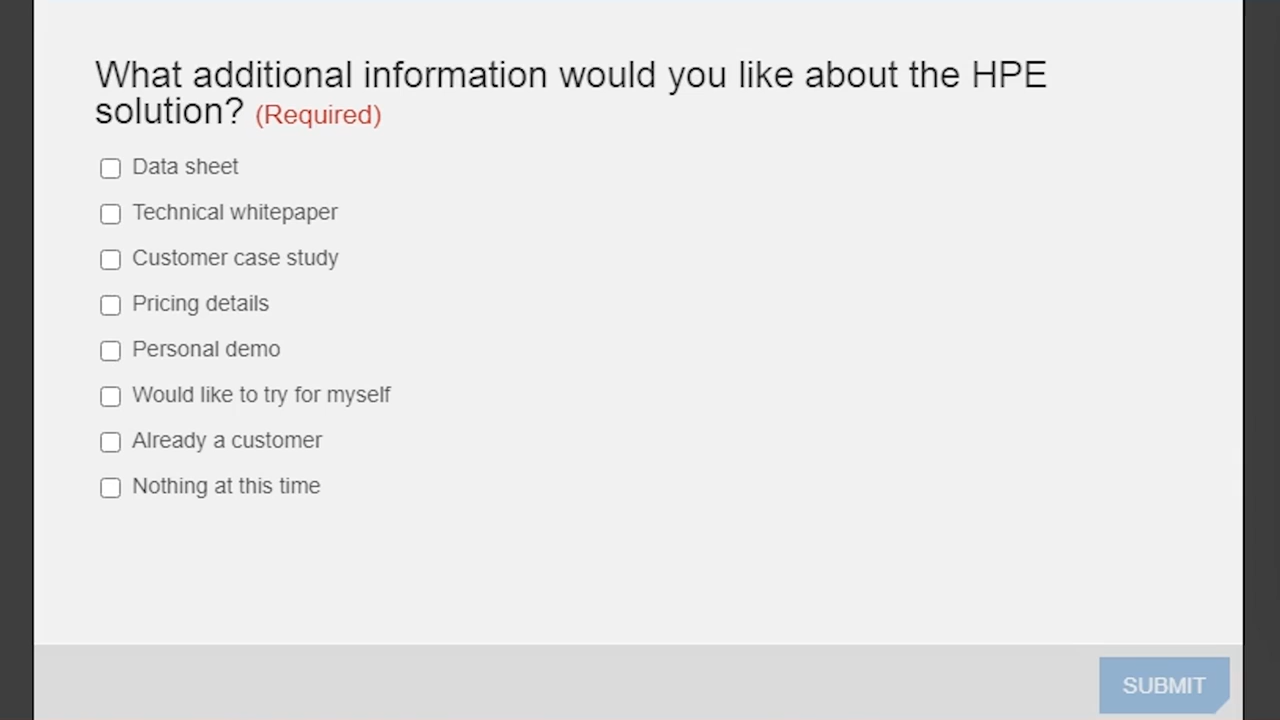 What additional information would you like about the HPE
solution? (Required)
Data sheet
Technical whitepaper
Customer case study
Pricing details
Personal demo
Would like to try for myself
Already a customer
Nothing at this time
SUBMIT